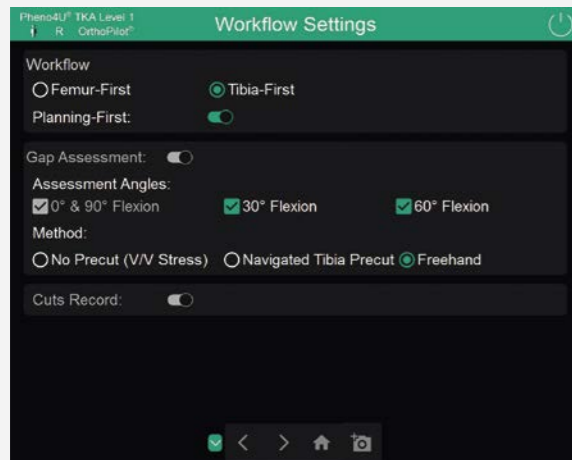 Pheno4U® TKA Level 1
R OrthoPilot®
Workflow Settings
Workflow
Femur-First Tibia-First
Planning-First:
Gap Assessment:
Assessment Angles:
0° & 90° Flexion 30° Flexion 60° Flexion
Method:
No Precut (V/V Stress) Navigated Tibia Precut Freehand
Cuts Record: